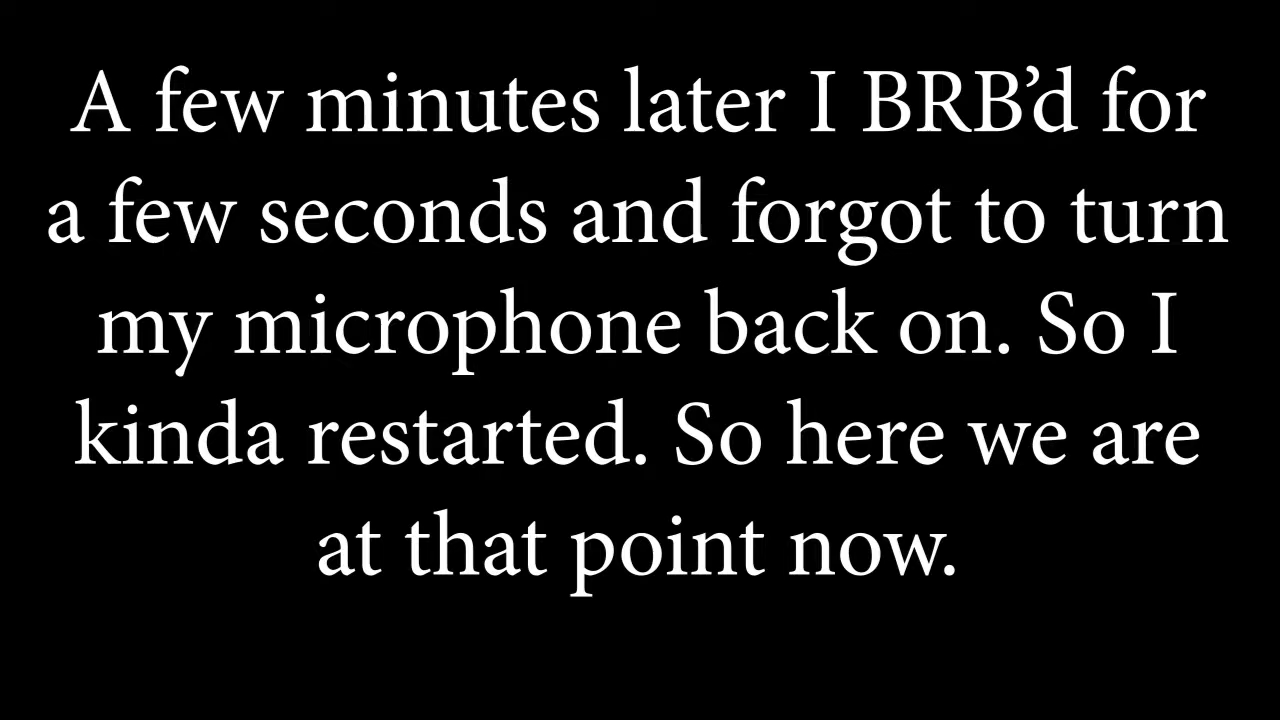 A few minutes later I BRB’d for
a few seconds and forgot to turn
my microphone back on. So I
kinda restarted. So here we are
at that point now.